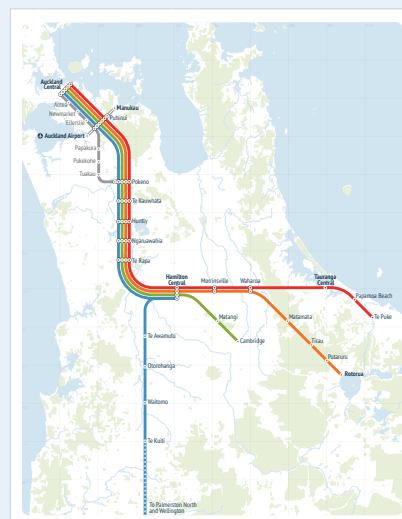 Auckland
Central
Aotea
Newmarket
Ellerslie
Manukau
Puhinui
Auckland Airport
Papakura
Pukekohe
Tuakau
Pokeno
Te Kauwhata
Huntly
Ngaruawahia
Te Rapa
Hamilton
Central
Morrinsville
Waharoa
Tauranga
Central
Papamoa Beach
Te Puke
Matangi
Cambridge
Matamata
Tirau
Putaruru
Rotorua
Te Awamutu
Otorohanga
Waitomo
Te Kuiti
To Palmerston North
and Wellington